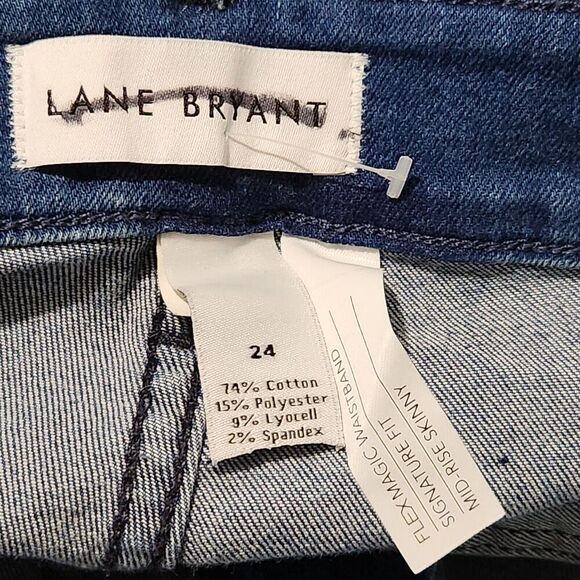 LANE BRYANT
24
74% Cotton
15% Polyester
9% Lyocell
2% Spandex
FLEX MAGIC WAISTBAND
SIGNATURE FIT
MID-RISE SKINNY